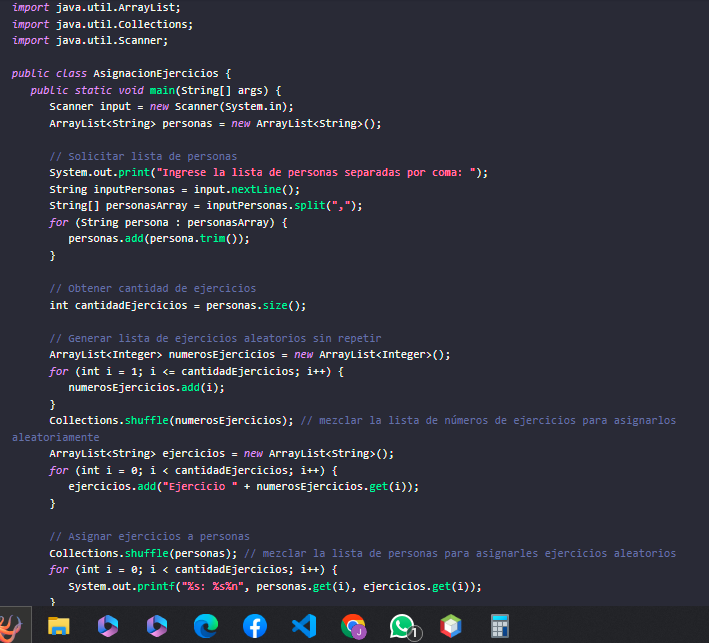 import java.util.ArrayList;
import java.util.Collections;
import java.util.Scanner;
public class AsignacionEjercicios {
public static void main(String[] args) {
Scanner input = new Scanner(System.in);
ArrayList<String> personas = new ArrayList<String>();
// Solicitar lista de personas
System.out.print("Ingrese la lista de personas separadas por coma: ");
String inputPersonas = input.nextLine();
String[] personasArray = inputPersonas.split(",");
for (String persona : personasArray) {
personas.add(persona.trim());
}
// Obtener cantidad de ejercicios
int cantidadEjercicios = personas.size();
// Generar lista de ejercicios aleatorios sin repetir
ArrayList<Integer> numerosEjercicios = new ArrayList<Integer>();
for (int i = 1; i <= cantidadEjercicios; i++) {
numerosEjercicios.add(i);
}
Collections.shuffle(numerosEjercicios); // mezclar la lista de números de ejercicios para asignarlos
aleatoriamente
ArrayList<String> ejercicios = new ArrayList<String>();
for (int i = 0; i < cantidadEjercicios; i++) {
ejercicios.add("Ejercicio " + numerosEjercicios.get(i));
}
// Asignar ejercicios a personas
Collections.shuffle(personas); // mezclar la lista de personas para asignarles ejercicios aleatorios
for (int i = 0; i < cantidadEjercicios; i++) {
System.out.printf("%s: %s%n", personas.get(i), ejercicios.get(i));
}
J
1